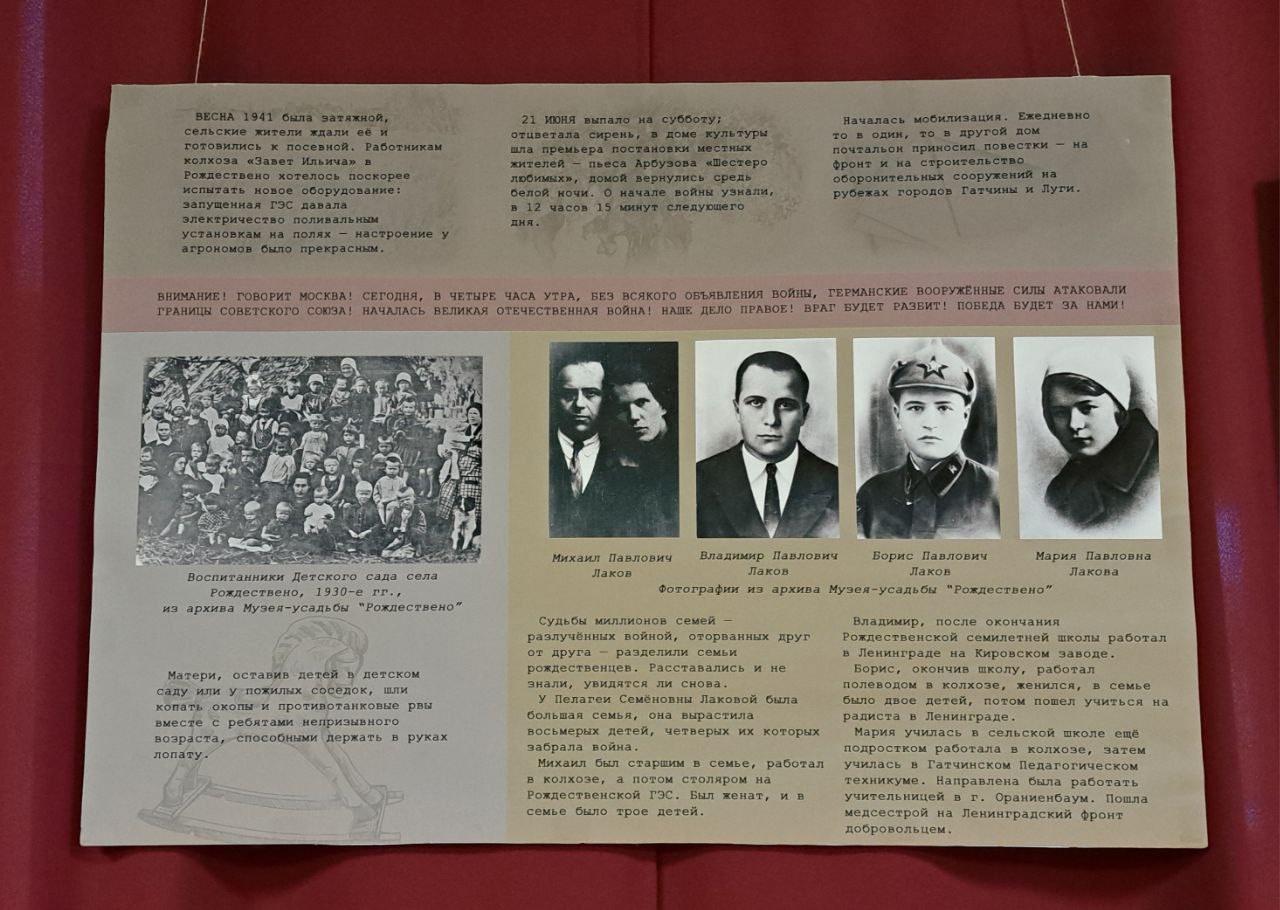 ВЕСНА 1941 была затяжной,
сельские жители ждали её и
готовились к посевной. Работникам
колхоза «Завет Ильича» в
Рождествено хотелось поскорее
испытать новое оборудование:
запущенная ГЭС давала
электричество поливальным
установкам на полях — настроение у
агрономов было прекрасным.
21 ИЮНЯ выпало на субботу;
отцветала сирень, в доме культуры
шла премьера постановки местных
жителей — пьеса Арбузова «Шестеро
любимых», домой вернулись средь
белой ночи. О начале войны узнали,
в 12 часов 15 минут следующего
дня.
Началась мобилизация. Ежедневно
то в один, то в другой дом
почтальон приносил повестки — на
фронт и на строительство
оборонительных сооружений на
рубежах городов Гатчины и Луги.
ВНИМАНИЕ! ГОВОРИТ МОСКВА! СЕГОДНЯ, В ЧЕТЫРЕ ЧАСА УТРА, БЕЗ ВСЯКОГО ОБЪЯВЛЕНИЯ ВОЙНЫ, ГЕРМАНСКИЕ ВООРУЖЁННЫЕ СИЛЫ АТАКОВАЛИ
ГРАНИЦЫ СОВЕТСКОГО СОЮЗА! НАЧАЛАСЬ ВЕЛИКАЯ ОТЕЧЕСТВЕННАЯ ВОЙНА! НАШЕ ДЕЛО ПРАВОЕ! ВРАГ БУДЕТ РАЗБИТ! ПОБЕДА БУДЕТ ЗА НАМИ!
Воспитанники Детского сада села
Рождествено, 1930-е гг.,
из архива Музея-усадьбы "Рождествено"
Матери, оставив детей в детском
саду или у пожилых соседок, шли
копать окопы и противотанковые рвы
вместе с ребятами непризывного
возраста, способными держать в руках
лопату.
Михаил Павлович
Лаков
Владимир Павлович
Лаков
Борис Павлович
Лаков
Мария Павловна
Лакова
Фотографии из архива Музея-усадьбы "Рождествено"
Судьбы миллионов семей —
разлучённых войной, оторванных друг
от друга — разделили семьи
рождественцев. Расставались и не
знали, увидятся ли снова.
У Пелагеи Семёновны Лаковой была
большая семья, она вырастила
восьмерых детей, четверых их которых
забрала война.
Михаил был старшим в семье, работал
в колхозе, а потом столяром на
Рождественской ГЭС. Был женат, и в
семье было трое детей.
Владимир, после окончания
Рождественской семилетней школы работал
в Ленинграде на Кировском заводе.
Борис, окончив школу, работал
полеводом в колхозе, женился, в семье
было двое детей, потом пошел учиться на
радиста в Ленинграде.
Мария училась в сельской школе ещё
подростком работала в колхозе, затем
училась в Гатчинском Педагогическом
техникуме. Направлена была работать
учительницей в г. Ораниенбаум. Пошла
медсестрой на Ленинградский фронт
добровольцем.